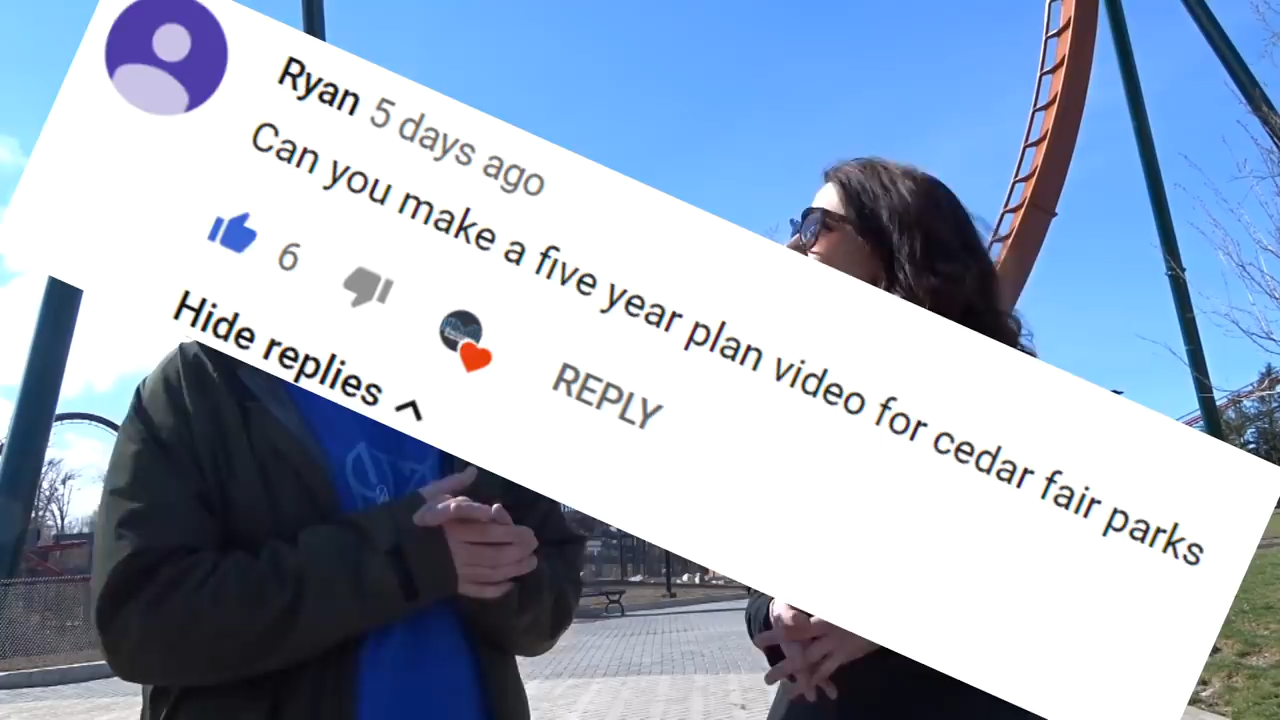 Ryan 5 days ago
Can you make a five year plan video for cedar fair parks
6
REPLY
Hide replies